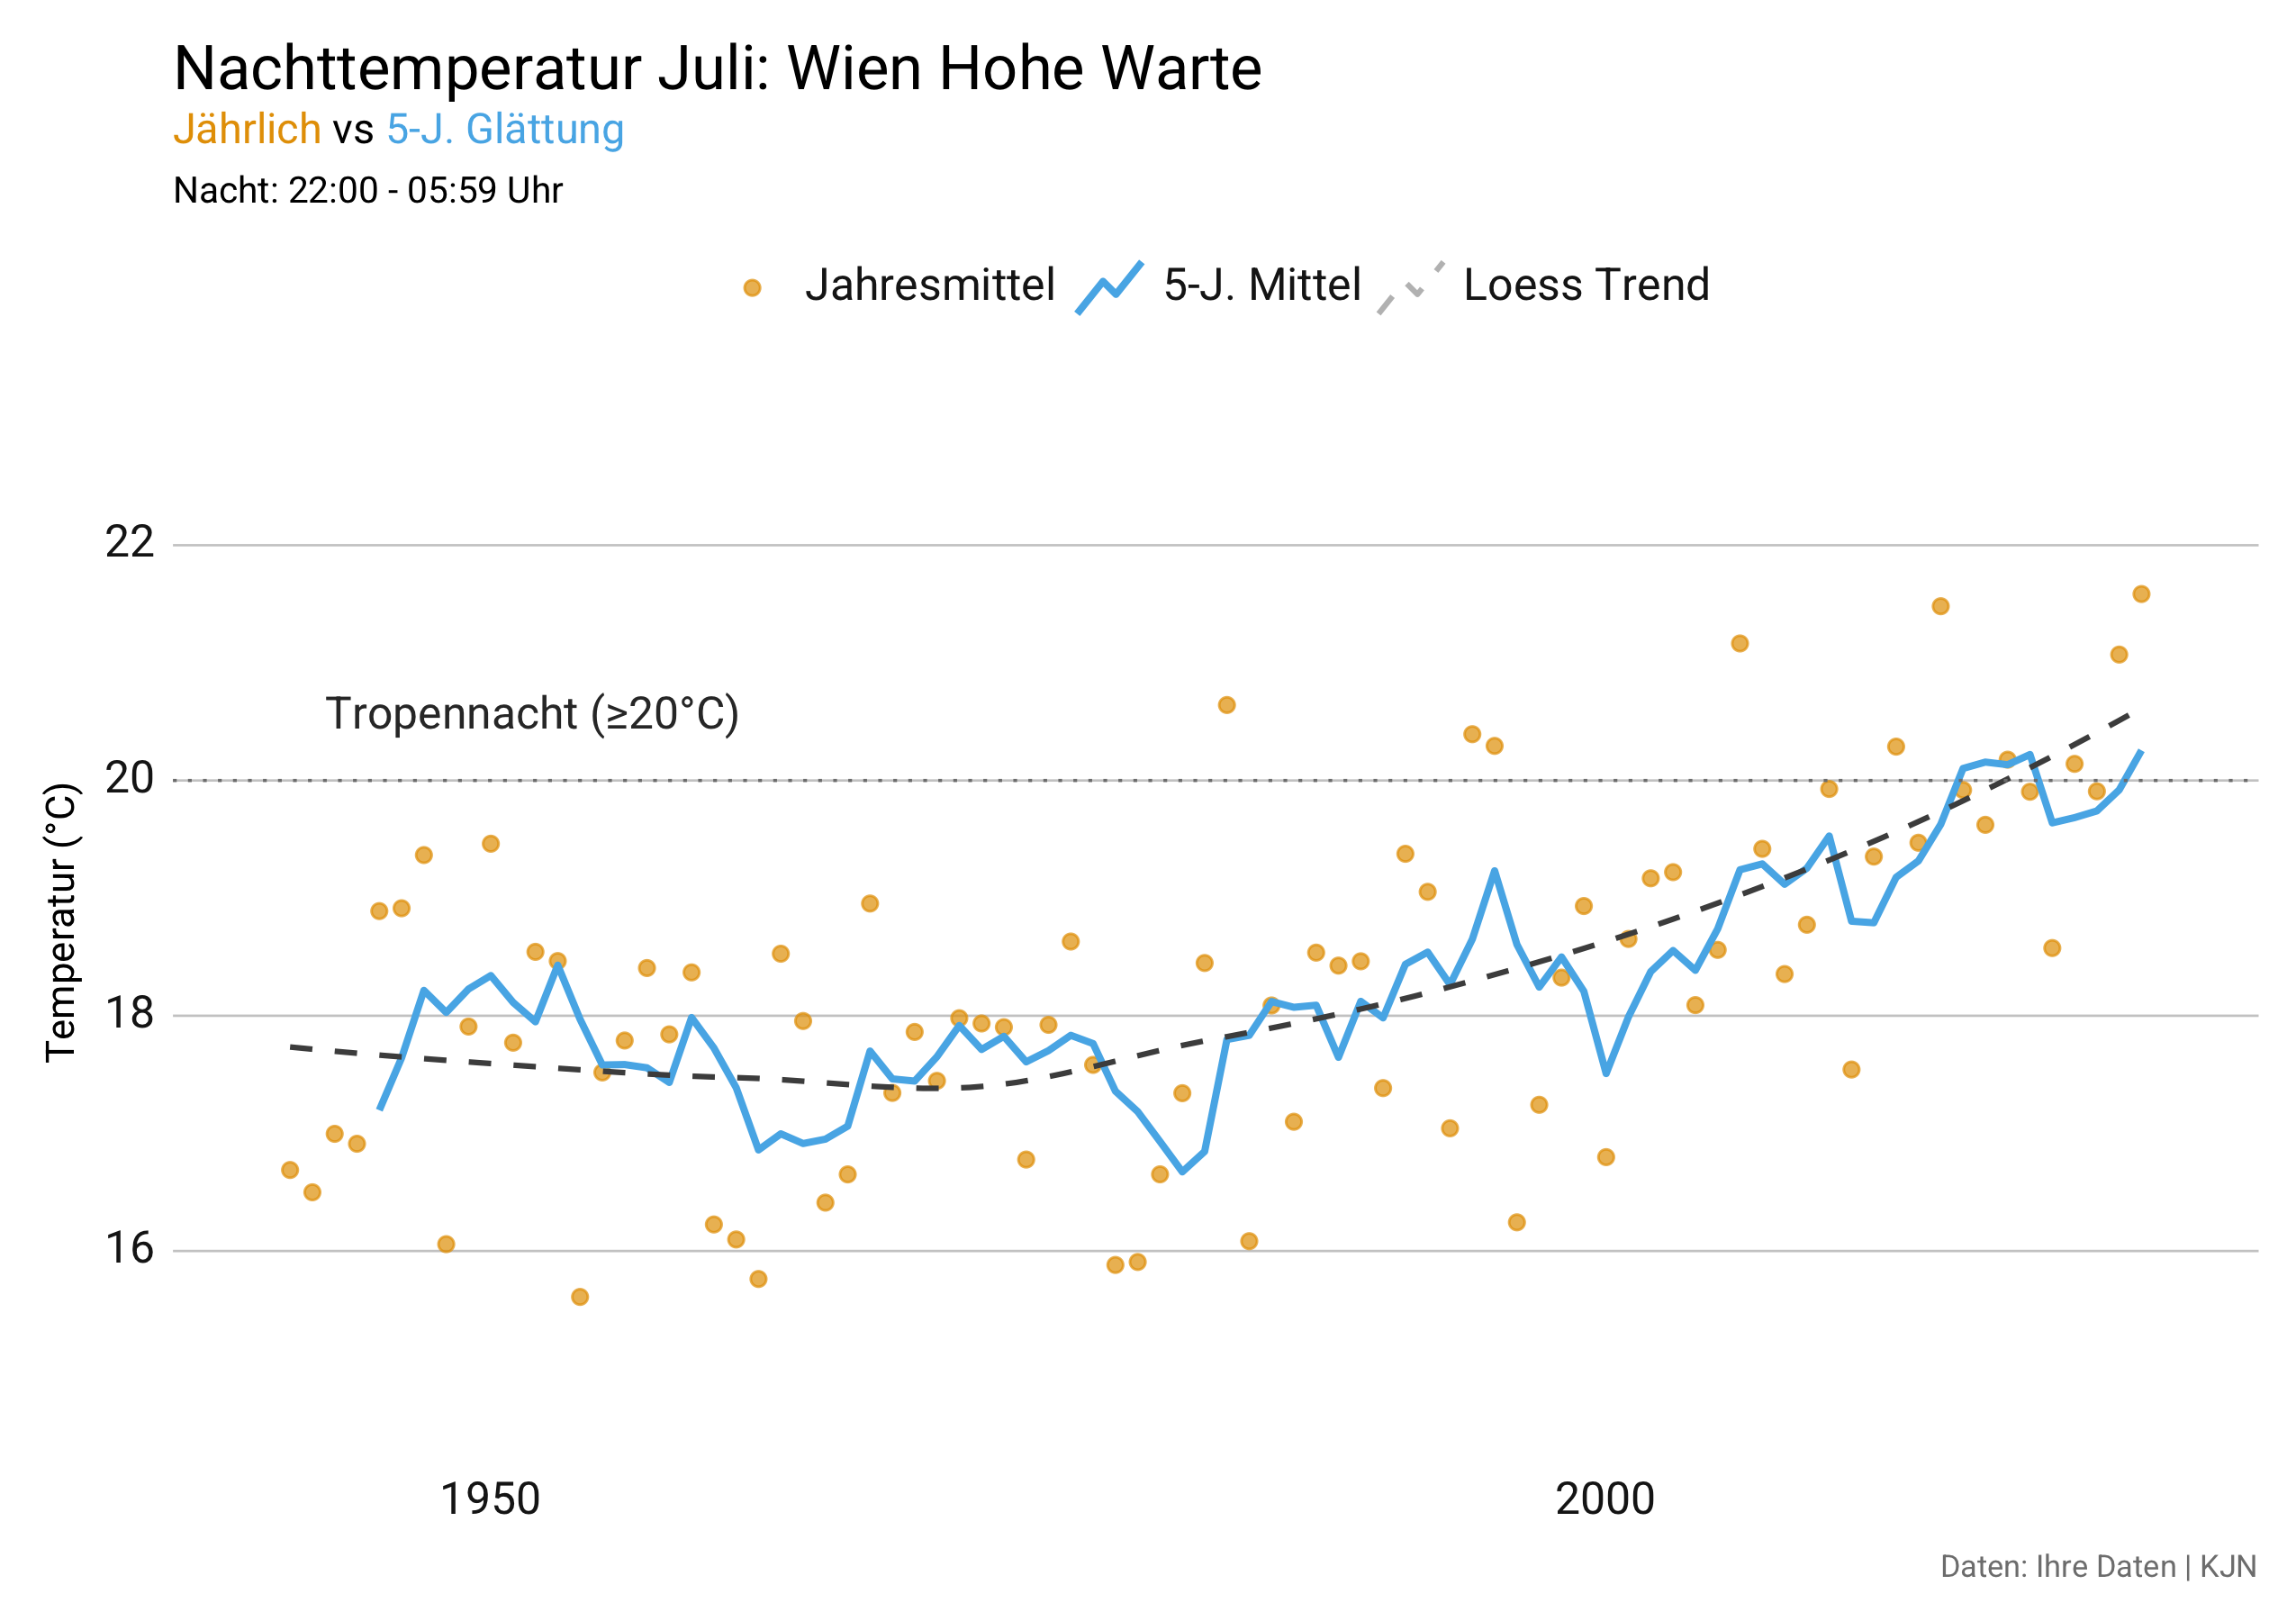 Nachttemperatur Juli: Wien Hohe Warte
Jährlich vs 5-J. Glättung
Nacht: 22:00 - 05:59 Uhr
Jahresmittel 5-J. Mittel Loess Trend
22
Tropennacht (≥20°C)
20
Temperatur (°C)
18
16
1950 2000
Daten: Ihre Daten | KJN